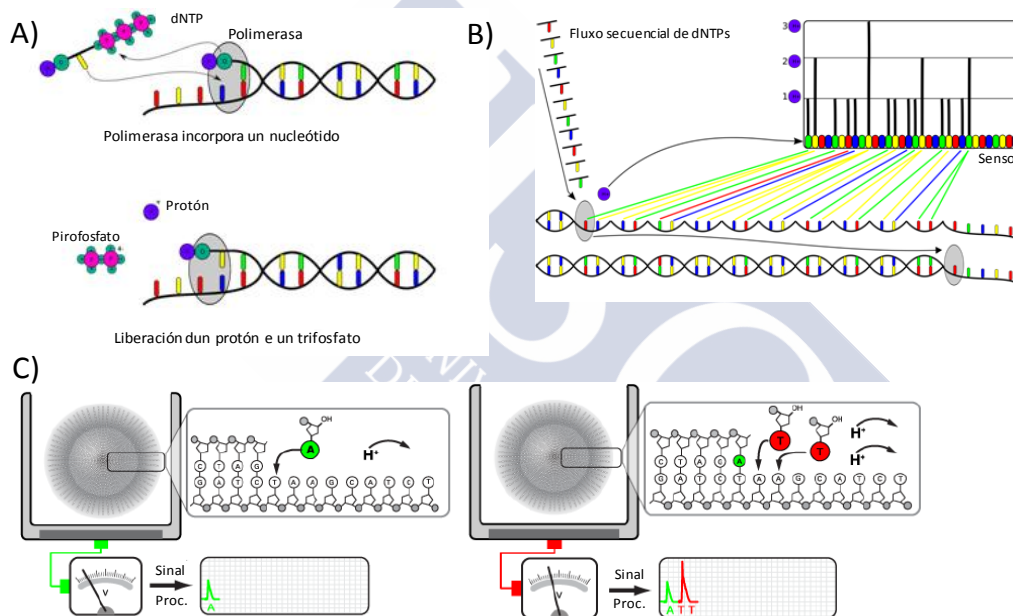 A)
dNTP
Polimerasa
Polimerasa incorpora un nucleótido
+
Protón
Pirofosfato
4-
Liberación dun protón e un trifosfato
B)
Fluxo secuencial de dNTPs
3
2
1
Senso
C)
OH
A
H+
C T A G
G A T C T A A G C A T C T
V
Sinal
Proc.
A
OH
OH
T
T
H+
H+
C T A G A
G A T C T A A G C A T C T
V
Sinal
Proc.
A T T